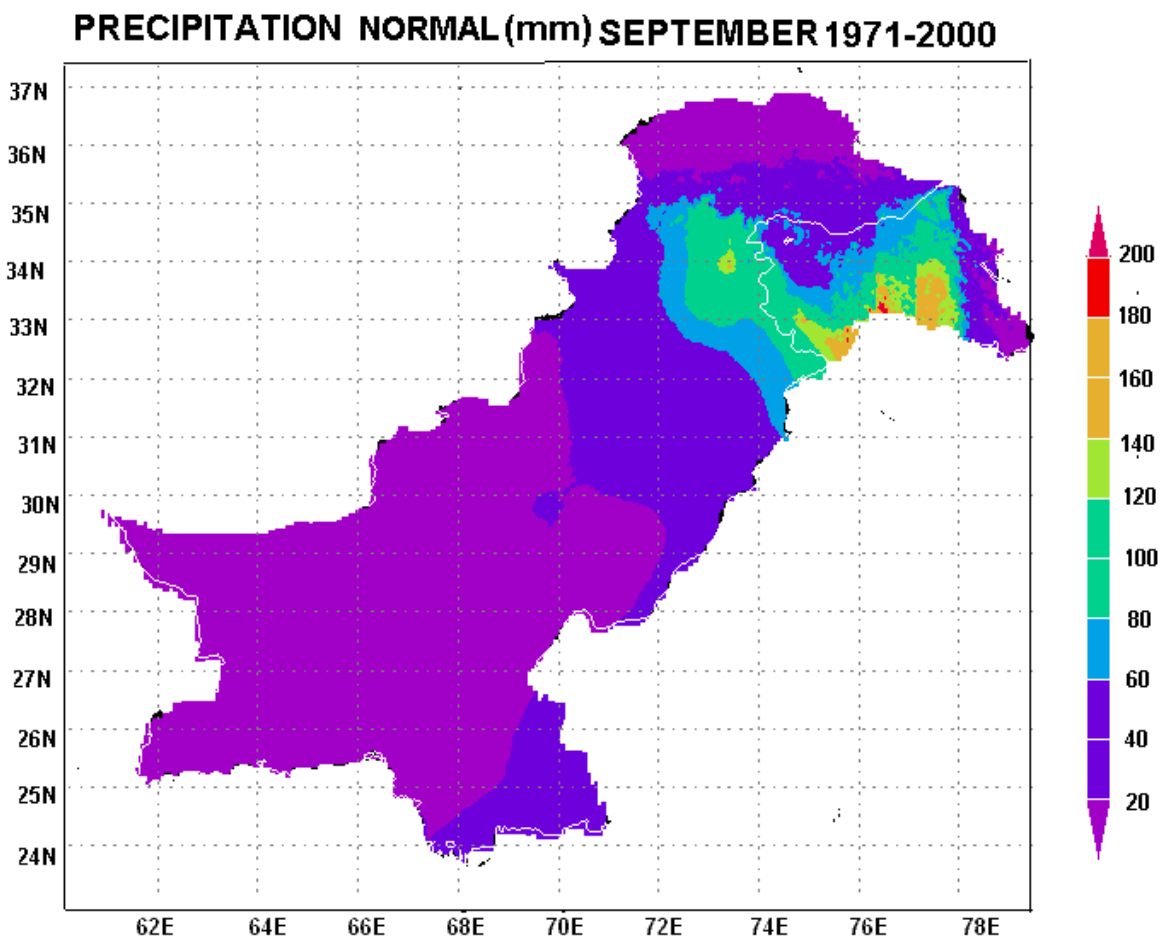 PRECIPITATION NORMAL (mm) SEPTEMBER 1971-2000
37N
36N
35N
34N
33N
32N
31N
30N
29N
28N
27N
26N
25N
24N
62E 64E 66E 68E 70E 72E 74E 76E 78E
200
180
160
140
120
100
80
60
40
20